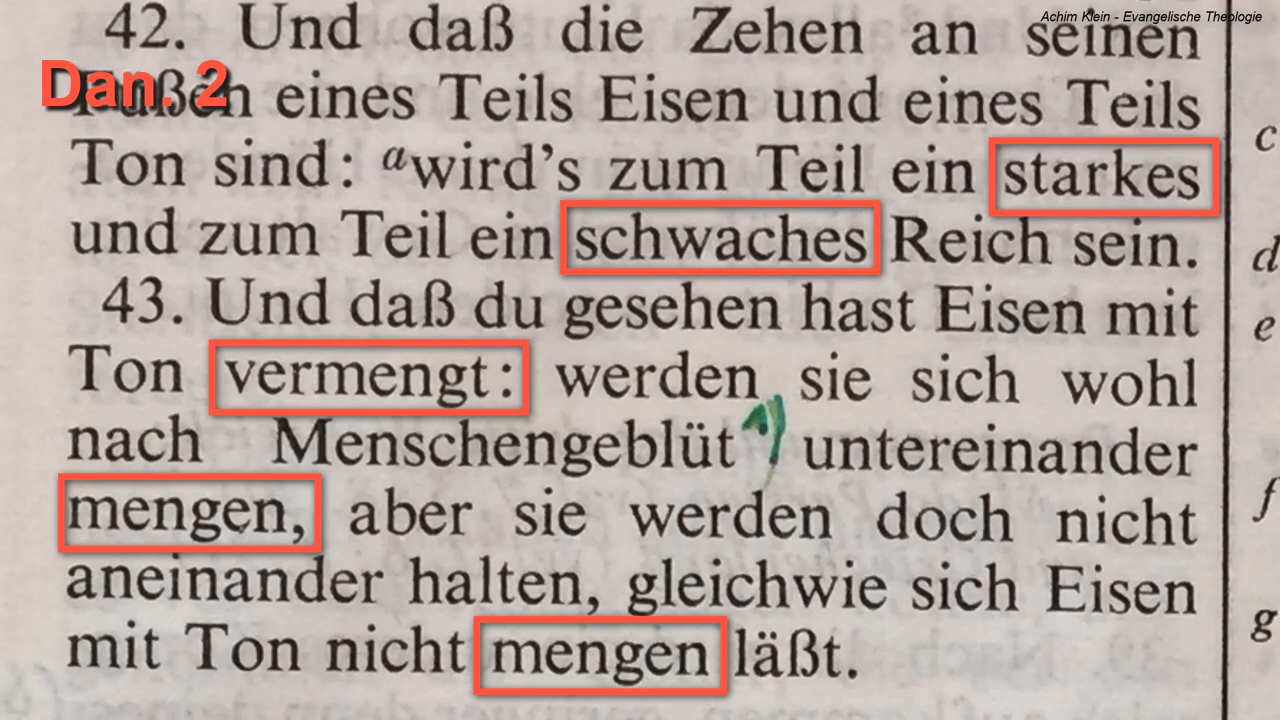 Achim Klein - Evangelische Theologie
42. Und daß die Zehen an seinen
Dan. 2
Füßen eines Teils Eisen und eines Teils
Ton sind: ᵃwird's zum Teil ein starkes
und zum Teil ein schwaches Reich sein.
43. Und daß du gesehen hast Eisen mit
Ton vermengt: werden sie sich wohl
nach Menschengeblüt untereinander
mengen, aber sie werden doch nicht
aneinander halten, gleichwie sich Eisen
mit Ton nicht mengen läßt.
c
d
e
f
g